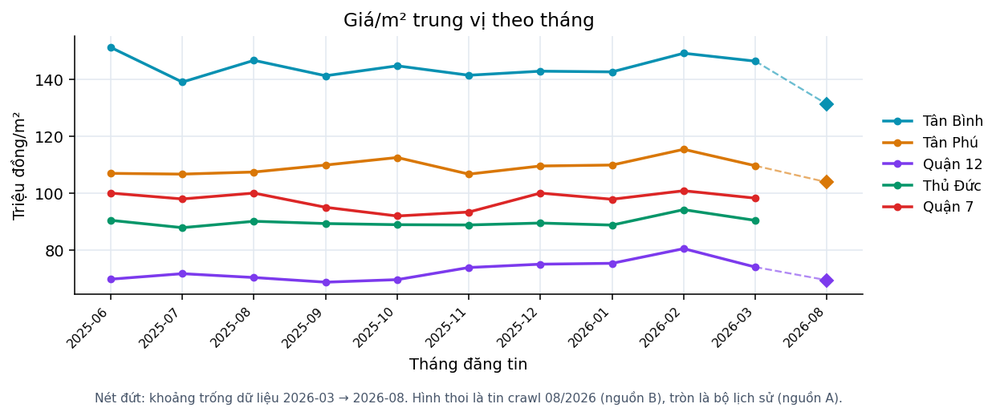 Giá/m² trung vị theo tháng
Triệu đồng/m²
140
120
100
80
2025-06
2025-07
2025-08
2025-09
2025-10
2025-11
2025-12
2026-01
2026-02
2026-03
2026-08
Tháng đăng tin
Tân Bình
Tân Phú
Quận 12
Thủ Đức
Quận 7
Nét đứt: khoảng trống dữ liệu 2026-03 → 2026-08. Hình thoi là tin crawl 08/2026 (nguồn B), tròn là bộ lịch sử (nguồn A).